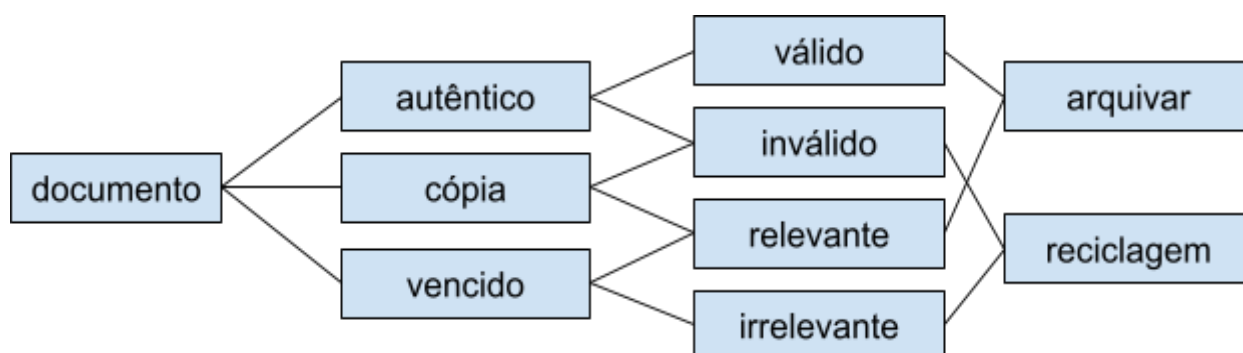 documento
autêntico
cópia
vencido
válido
inválido
relevante
irrelevante
arquivar
reciclagem